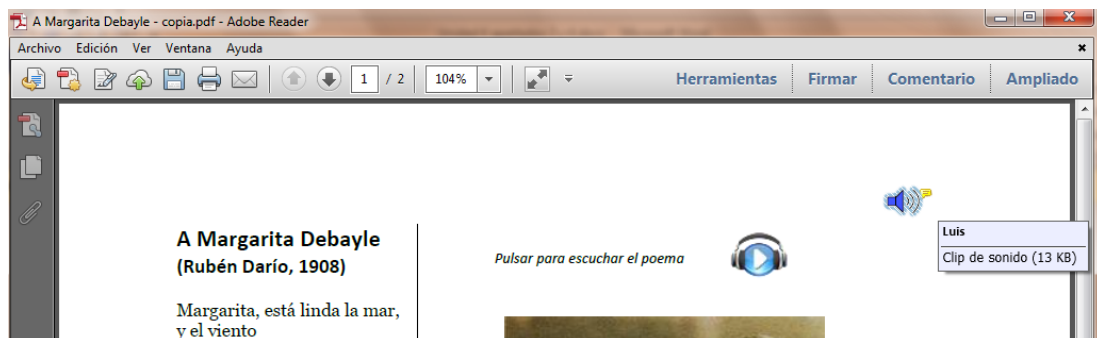 A Margarita Debayle - copia.pdf - Adobe Reader
Archivo Edición Ver Ventana Ayuda
1 / 2 104% Herramientas Firmar Comentario Ampliado
A Margarita Debayle
(Rubén Darío, 1908)
Margarita, está linda la mar,
y el viento
Pulsar para escuchar el poema
Luis
Clip de sonido (13 KB)